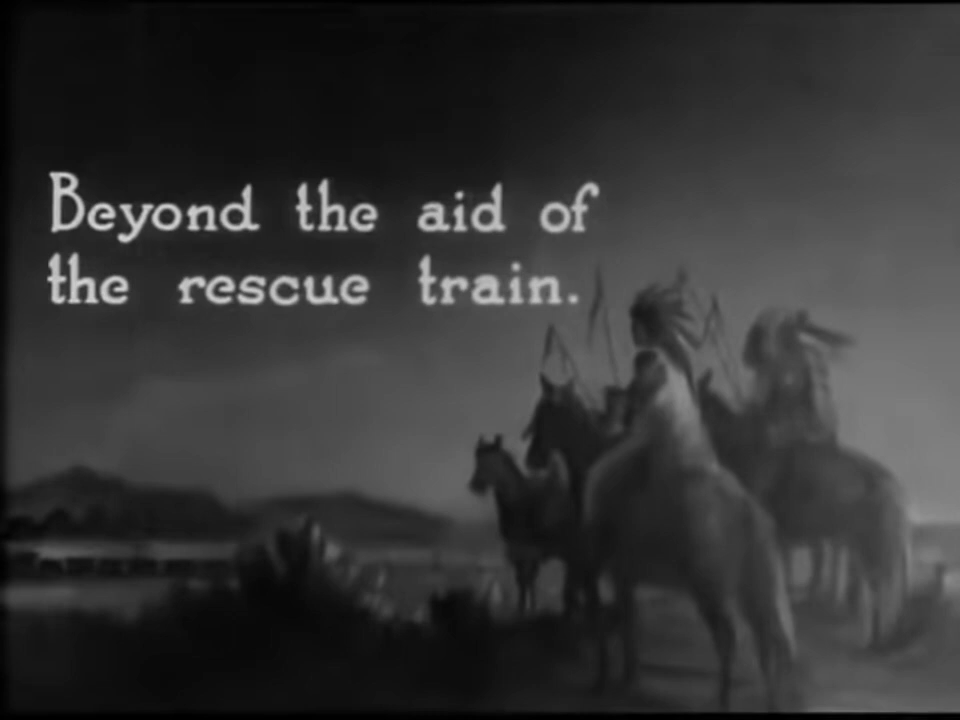 Beyond the aid of
the rescue train.